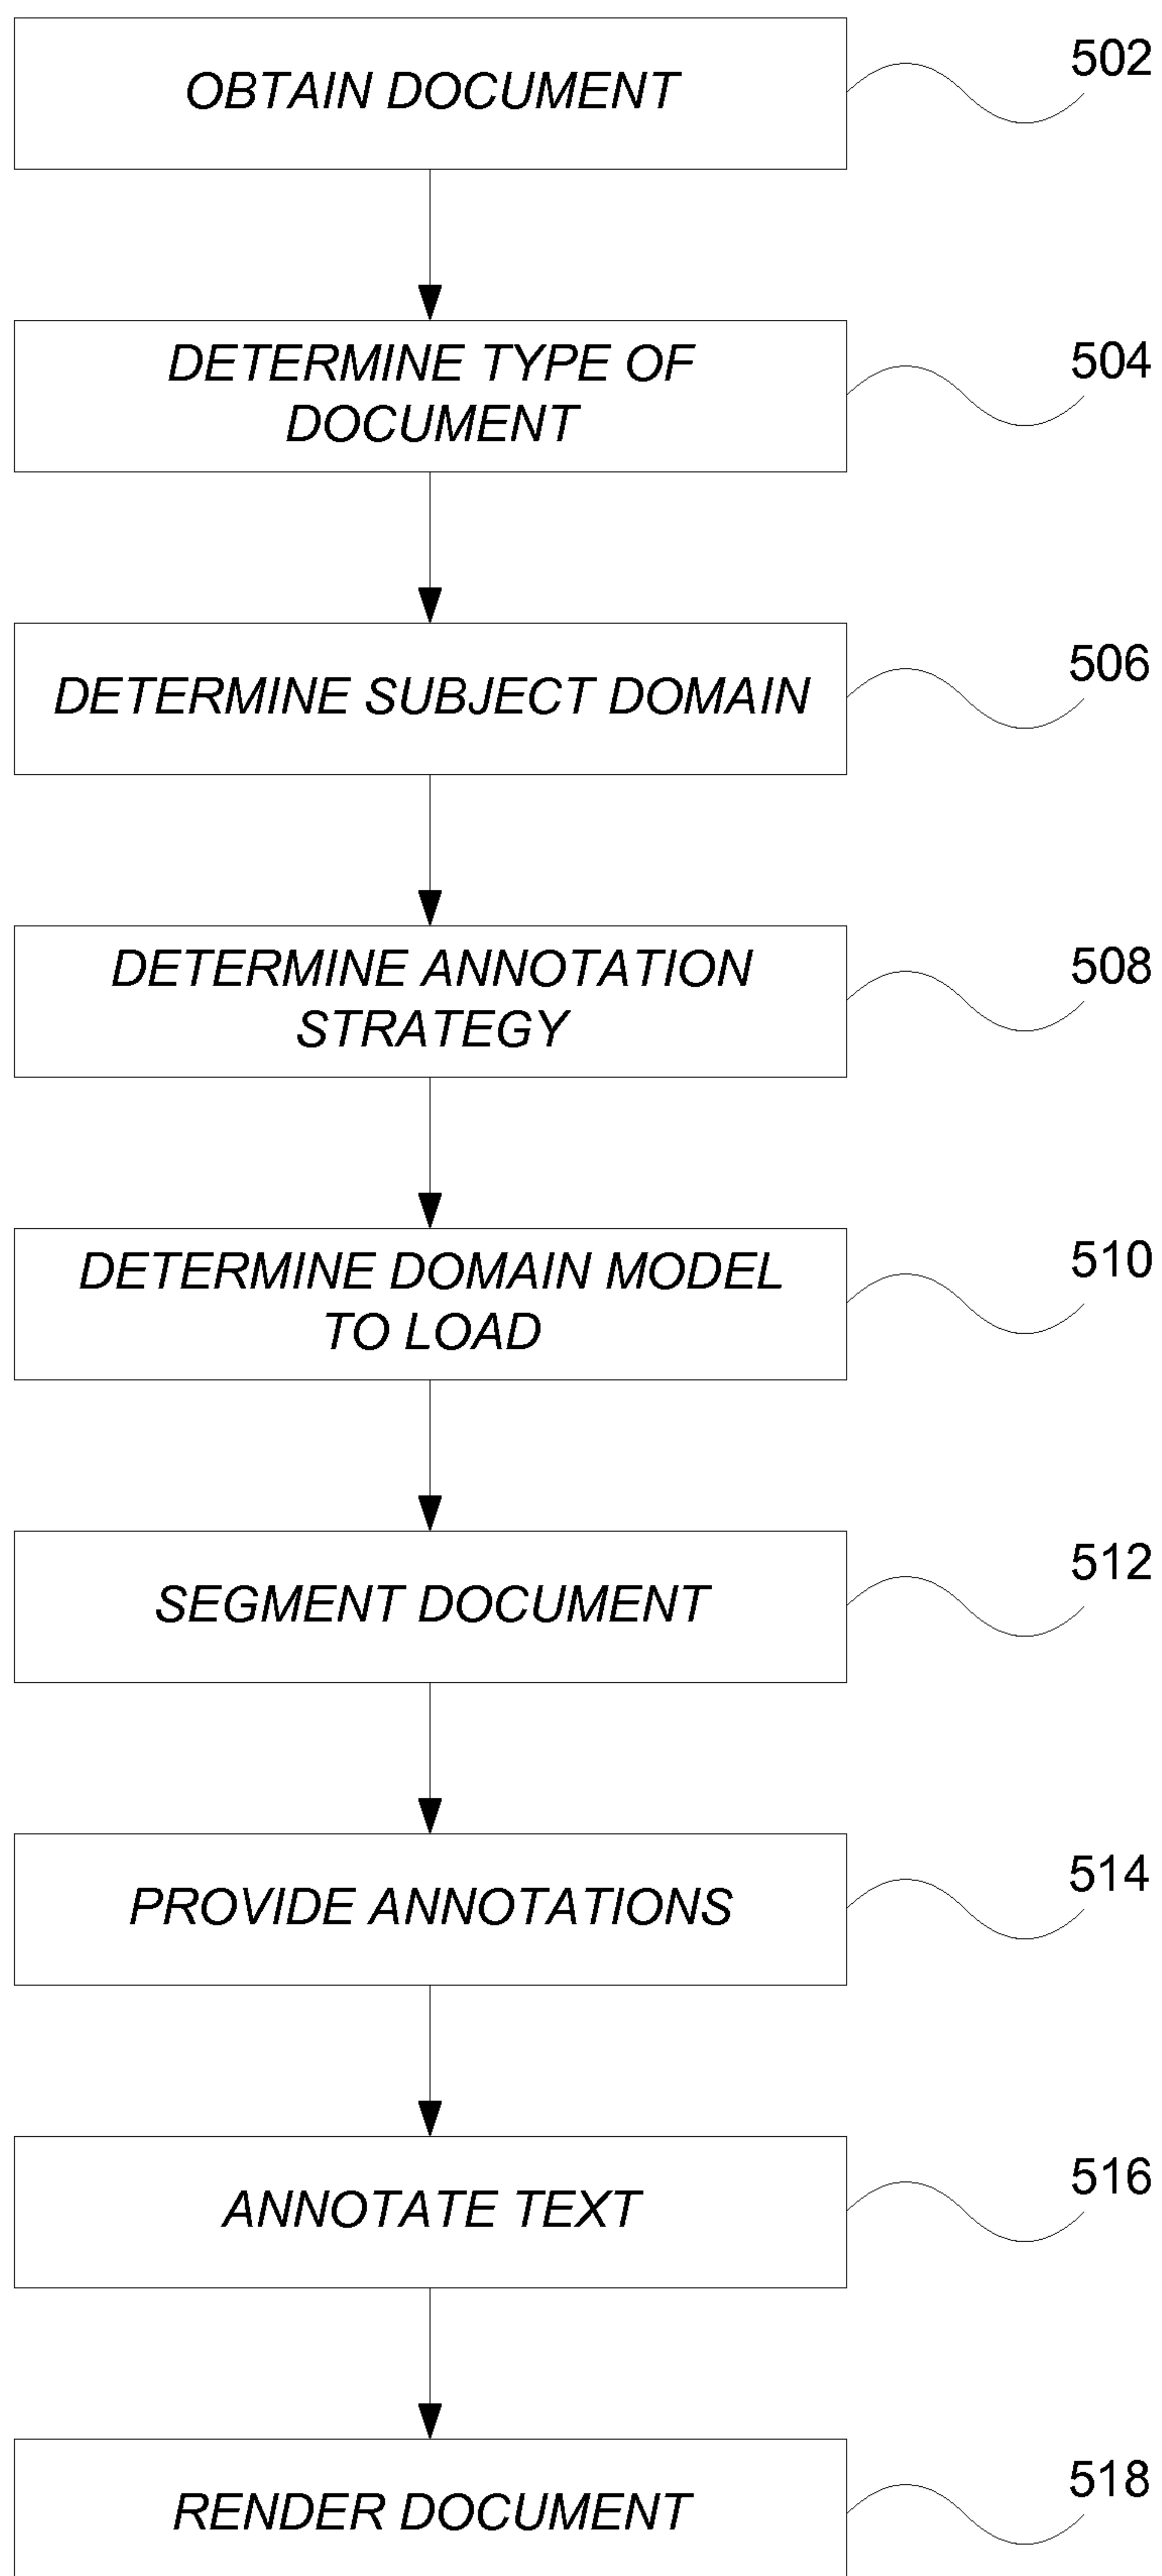 OBTAIN DOCUMENT
502
DETERMINE TYPE OF
DOCUMENT
504
DETERMINE SUBJECT DOMAIN
506
DETERMINE ANNOTATION
STRATEGY
508
DETERMINE DOMAIN MODEL
TO LOAD
510
SEGMENT DOCUMENT
512
PROVIDE ANNOTATIONS
514
ANNOTATE TEXT
516
RENDER DOCUMENT
518